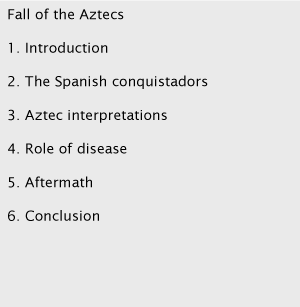 Fall of the Aztecs
1. Introduction
2. The Spanish conquistadors
3. Aztec interpretations
4. Role of disease
5. Aftermath
6. Conclusion